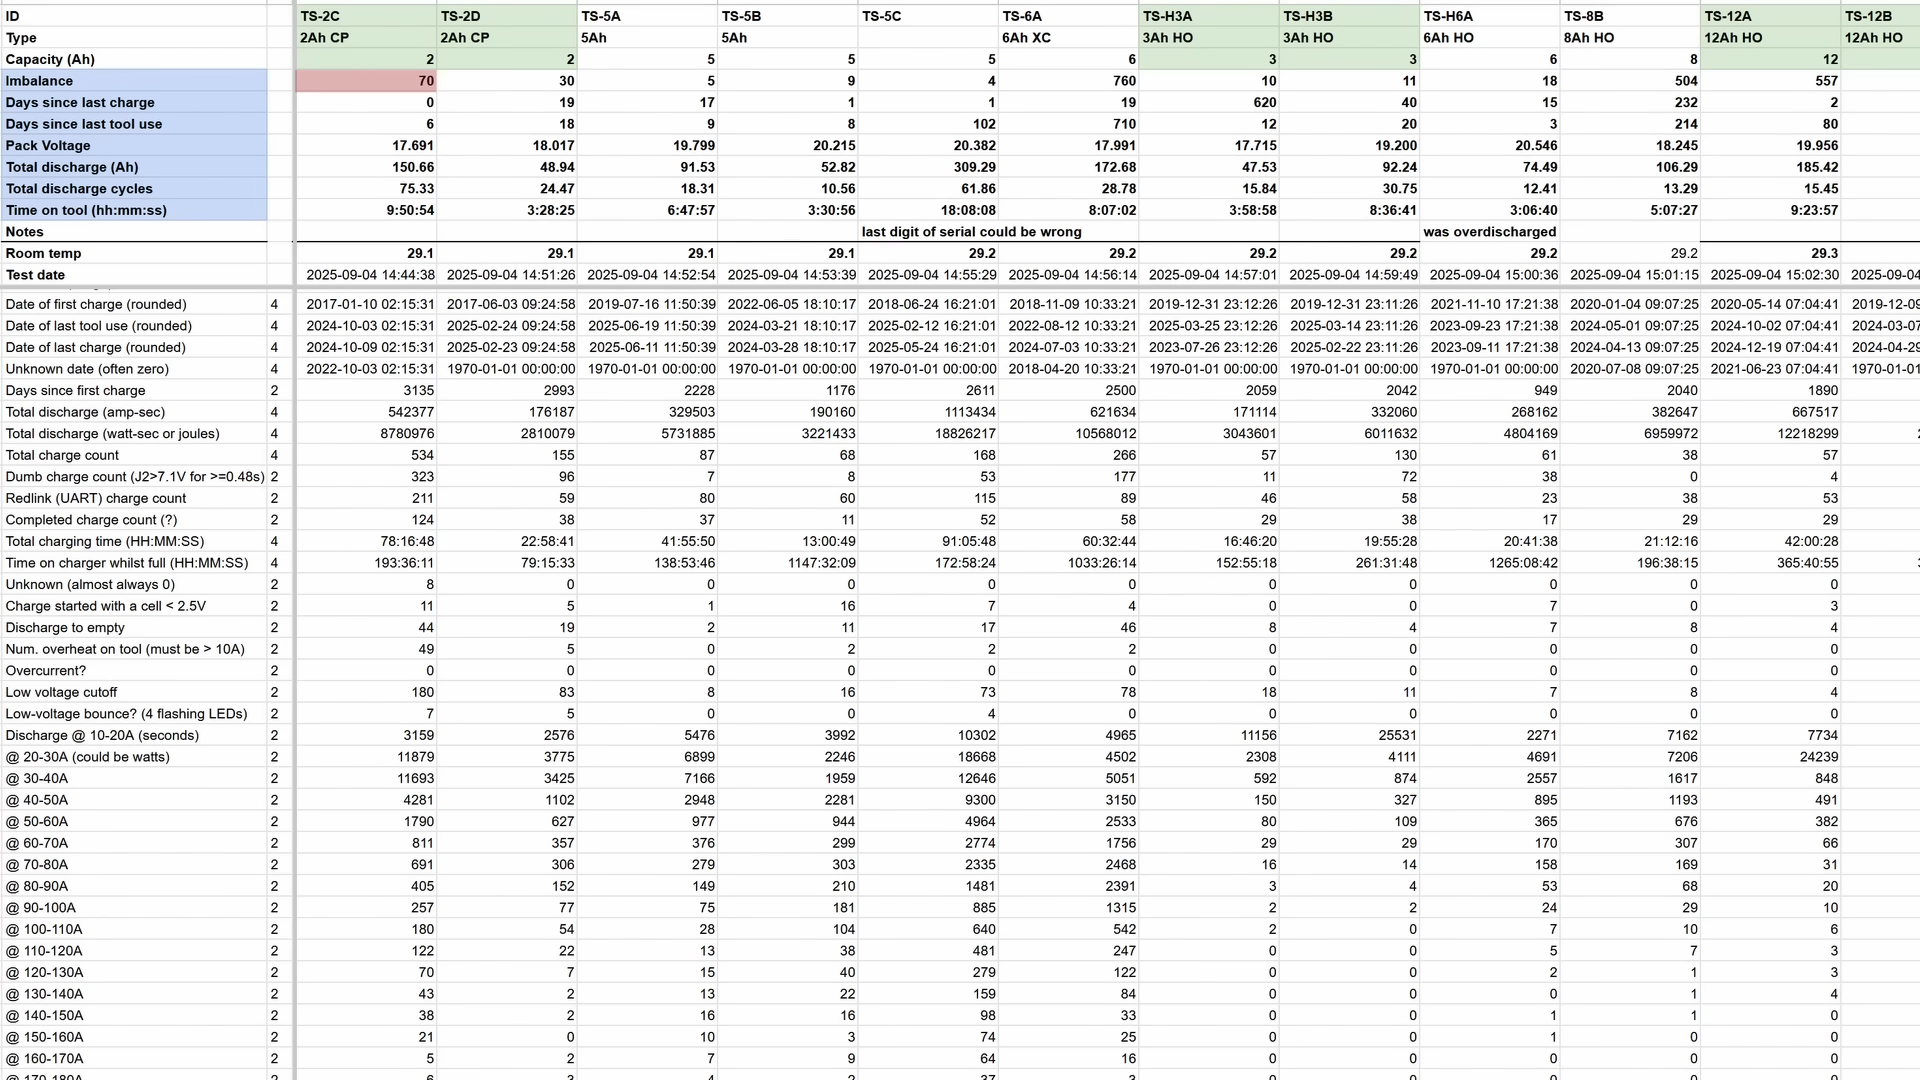 ID TS-2C TS-2D TS-5A TS-5B TS-5C TS-6A TS-H3A TS-H3B TS-H6A TS-8B TS-12A TS-12B
Type 2Ah CP 2Ah CP 5Ah 5Ah 6Ah XC 3Ah HO 3Ah HO 6Ah HO 8Ah HO 12Ah HO 12Ah HO
Capacity (Ah) 2 2 5 5 5 6 3 3 6 8 12
Imbalance 70 30 5 9 4 760 10 11 18 504 557
Days since last charge 0 19 17 1 1 19 620 40 15 232 2
Days since last tool use 6 18 9 8 102 710 12 20 3 214 80
Pack Voltage 17.691 18.017 19.799 20.215 20.382 17.991 17.715 19.200 20.546 18.245 19.956
Total discharge (Ah) 150.66 48.94 91.53 52.82 309.29 172.68 47.53 92.24 74.49 106.29 185.42
Total discharge cycles 75.33 24.47 18.31 10.56 61.86 28.78 15.84 30.75 12.41 13.29 15.45
Time on tool (hh:mm:ss) 9:50:54 3:28:25 6:47:57 3:30:56 18:08:08 8:07:02 3:58:58 8:36:41 3:06:40 5:07:27 9:23:57
Notes last digit of serial could be wrong was overdischarged
Room temp 29.1 29.1 29.1 29.1 29.2 29.2 29.2 29.2 29.2 29.2 29.3
Test date 2025-09-04 14:44:38 2025-09-04 14:51:26 2025-09-04 14:52:54 2025-09-04 14:53:39 2025-09-04 14:55:29 2025-09-04 14:56:14 2025-09-04 14:57:01 2025-09-04 14:59:49 2025-09-04 15:00:36 2025-09-04 15:01:15 2025-09-04 15:02:30 2025-09-04
Date of first charge (rounded) 4 2017-01-10 02:15:31 2017-06-03 09:24:58 2019-07-16 11:50:39 2022-06-05 18:10:17 2018-06-24 16:21:01 2018-11-09 10:33:21 2019-12-31 23:12:26 2019-12-31 23:11:26 2021-11-10 17:21:38 2020-01-04 09:07:25 2020-05-14 07:04:41 2019-12-09
Date of last tool use (rounded) 4 2024-10-03 02:15:31 2025-02-24 09:24:58 2025-06-19 11:50:39 2024-03-21 18:10:17 2025-02-12 16:21:01 2022-08-12 10:33:21 2025-03-25 23:12:26 2025-03-14 23:11:26 2023-09-23 17:21:38 2024-05-01 09:07:25 2024-10-02 07:04:41 2024-03-07
Date of last charge (rounded) 4 2024-10-09 02:15:31 2025-02-23 09:24:58 2025-06-11 11:50:39 2024-03-28 18:10:17 2025-05-24 16:21:01 2024-07-03 10:33:21 2023-07-26 23:12:26 2025-02-22 23:11:26 2023-09-11 17:21:38 2024-04-13 09:07:25 2024-12-19 07:04:41 2024-04-29
Unknown date (often zero) 4 2022-10-03 02:15:31 1970-01-01 00:00:00 1970-01-01 00:00:00 1970-01-01 00:00:00 1970-01-01 00:00:00 2018-04-20 10:33:21 1970-01-01 00:00:00 1970-01-01 00:00:00 1970-01-01 00:00:00 2020-07-08 09:07:25 2021-06-23 07:04:41 1970-01-01
Days since first charge 2 3135 2993 2228 1176 2611 2500 2059 2042 949 2040 1890
Total discharge (amp-sec) 4 542377 176187 329503 190160 1113434 621634 171114 332060 268162 382647 667517
Total discharge (watt-sec or joules) 4 8780976 2810079 5731885 3221433 18826217 10568012 3043601 6011632 4804169 6959972 12218299
Total charge count 4 534 155 87 68 168 266 57 130 61 38 57
Dumb charge count (J2>7.1V for >=0.48s) 2 323 96 7 8 53 177 11 72 38 0 4
Redlink (UART) charge count 2 211 59 80 60 115 89 46 58 23 38 53
Completed charge count (?) 2 124 38 37 11 52 58 29 38 17 29 29
Total charging time (HH:MM:SS) 4 78:16:48 22:58:41 41:55:50 13:00:49 91:05:48 60:32:44 16:46:20 19:55:28 20:41:38 21:12:16 42:00:28
Time on charger whilst full (HH:MM:SS) 4 193:36:11 79:15:33 138:53:46 1147:32:09 172:58:24 1033:26:14 152:55:18 261:31:48 1265:08:42 196:38:15 365:40:55
Unknown (almost always 0) 2 8 0 0 0 0 0 0 0 0 0 0
Charge started with a cell < 2.5V 2 11 5 1 16 7 4 0 0 7 0 3
Discharge to empty 2 44 19 2 11 17 46 8 4 7 8 4
Num. overheat on tool (must be > 10A) 2 49 5 0 2 2 2 0 0 0 0 0
Overcurrent? 2 0 0 0 0 0 0 0 0 0 0 0
Low voltage cutoff 2 180 83 8 16 73 78 18 11 7 8 4
Low-voltage bounce? (4 flashing LEDs) 2 7 5 0 0 4 0 0 0 0 0 0
Discharge @ 10-20A (seconds) 2 3159 2576 5476 3992 10302 4965 11156 25531 2271 7162 7734
@ 20-30A (could be watts) 2 11879 3775 6899 2246 18668 4502 2308 4111 4691 7206 24239
@ 30-40A 2 11693 3425 7166 1959 12646 5051 592 874 2557 1617 848
@ 40-50A 2 4281 1102 2948 2281 9300 3150 150 327 895 1193 491
@ 50-60A 2 1790 627 977 944 4964 2533 80 109 365 676 382
@ 60-70A 2 811 357 376 299 2774 1756 29 29 170 307 66
@ 70-80A 2 691 306 279 303 2335 2468 16 14 158 169 31
@ 80-90A 2 405 152 149 210 1481 2391 3 4 53 68 20
@ 90-100A 2 257 77 75 181 885 1315 2 2 24 29 10
@ 100-110A 2 180 54 28 104 640 542 2 0 7 10 6
@ 110-120A 2 122 22 13 38 481 247 0 0 5 7 3
@ 120-130A 2 70 7 15 40 279 122 0 0 2 1 3
@ 130-140A 2 43 2 13 22 159 84 0 0 0 1 4
@ 140-150A 2 38 2 16 16 98 33 0 0 1 1 0
@ 150-160A 2 21 0 10 3 74 25 0 0 1 0 0
@ 160-170A 2 5 2 7 9 64 16 0 0 0 0 0
@ 170-180A 2 6 3 4 2 37 3 0 0 0 0 0